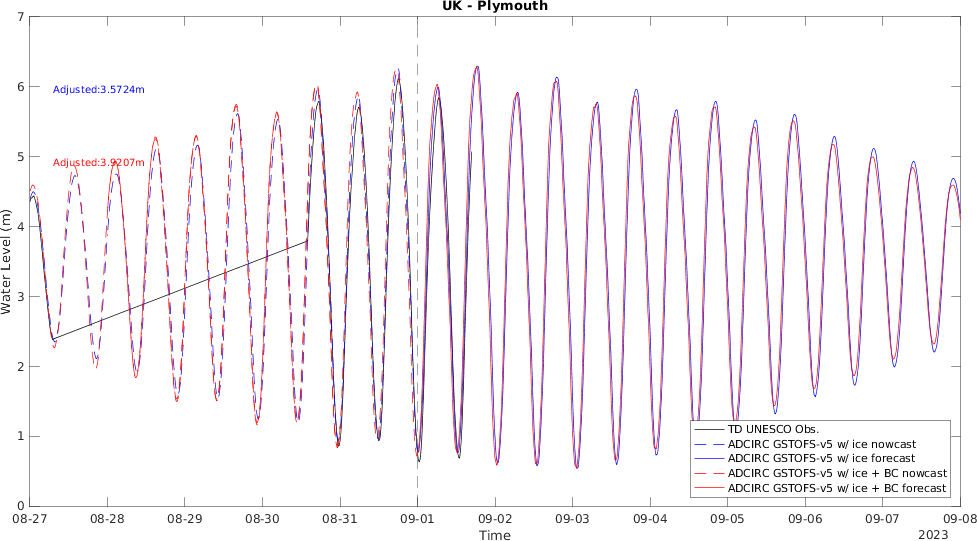 UK - Plymouth
7
6
5
4
3
2
1
0
Water Level (m)
Adjusted:3.5724m
Adjusted:3.9207m
TD UNESCO Obs.
ADCIRC GSTOFS-v5 w/ ice nowcast
ADCIRC GSTOFS-v5 w/ ice forecast
ADCIRC GSTOFS-v5 w/ ice + BC nowcast
ADCIRC GSTOFS-v5 w/ ice + BC forecast
08-27 08-28 08-29 08-30 08-31 09-01 09-02 09-03 09-04 09-05 09-06 09-07 09-08
Time
2023